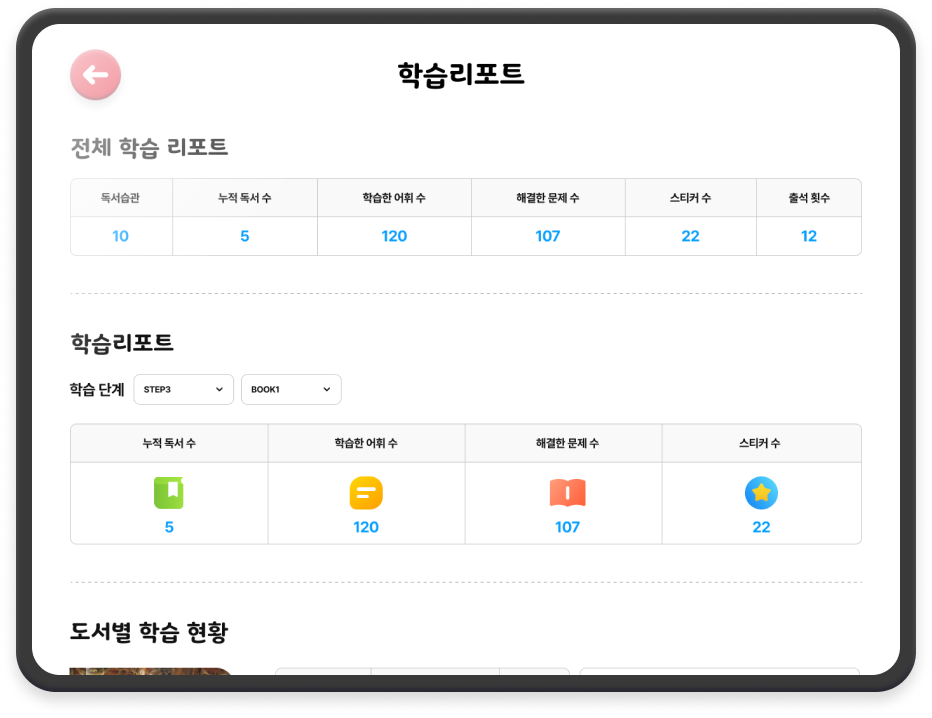 학습리포트
전체 학습 리포트
독서습관 누적 독서 수 학습한 어휘 수 해결한 문제 수 스티커 수 출석 횟수
10 5 120 107 22 12
학습리포트
학습 단계 STEP3 BOOK1
누적 독서 수 학습한 어휘 수 해결한 문제 수 스티커 수
5 120 107 22
도서별 학습 현황